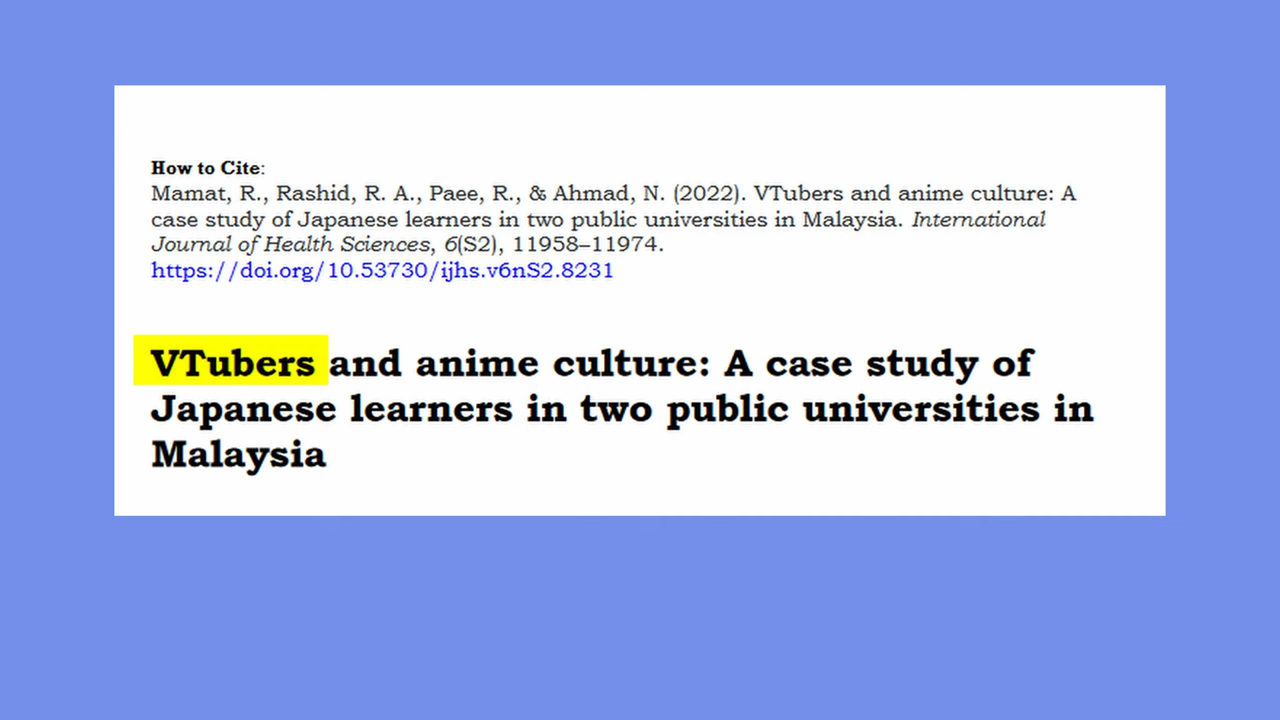 How to Cite:
Mamat, R., Rashid, R. A., Paee, R., & Ahmad, N. (2022). VTubers and anime culture: A
case study of Japanese learners in two public universities in Malaysia. International
Journal of Health Sciences, 6(S2), 11958–11974.
https://doi.org/10.53730/ijhs.v6nS2.8231
VTubers and anime culture: A case study of
Japanese learners in two public universities in
Malaysia